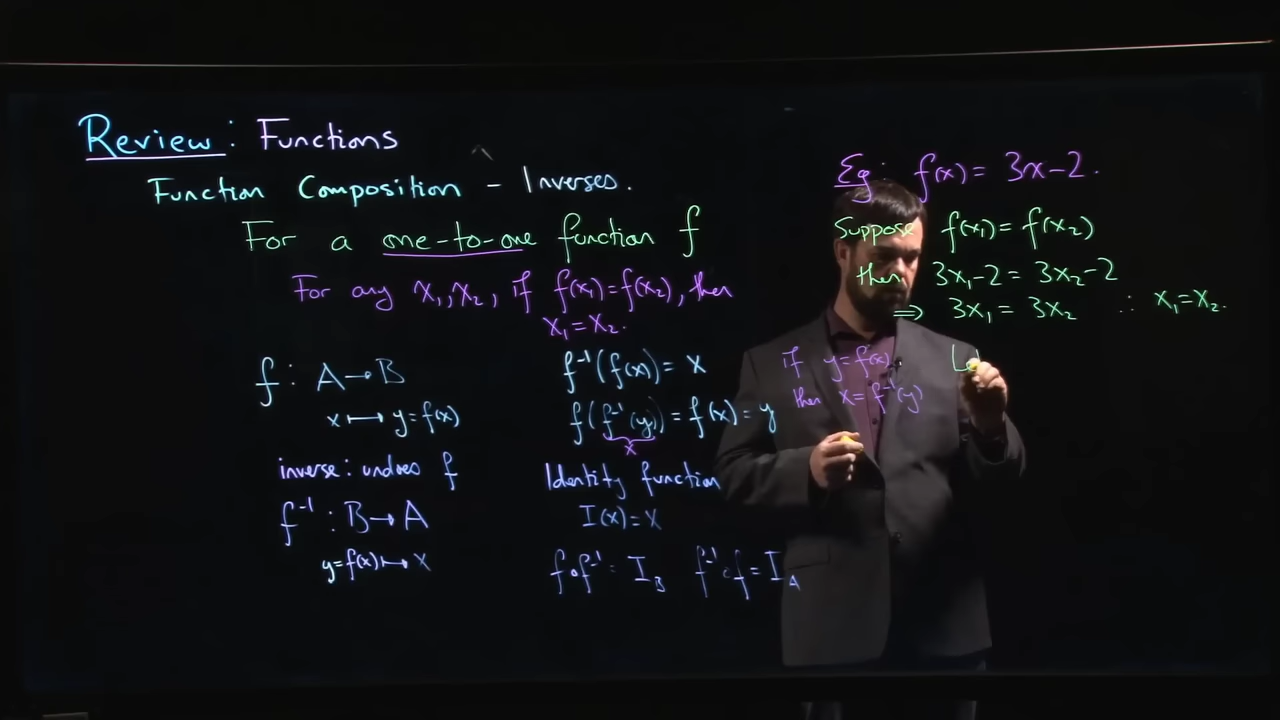 Review: Functions
Function Composition - Inverses.
For a one-to-one function f
For any x₁,x₂, if f(x₁)=f(x₂), then
x₁=x₂.
f: A→B
x ↦ y=f(x)
inverse: undoes f
f⁻¹: B→A
y=f(x) ↦ x
f⁻¹(f(x)) = x
f(f⁻¹(y)) = f(x) = y
x
Identity function
I(x)=x
f∘f⁻¹ = I_B f⁻¹∘f = I_A
Eg: f(x) = 3x-2.
Suppose f(x₁) = f(x₂)
then 3x₁-2 = 3x₂-2
⇒ 3x₁ = 3x₂ ∴ x₁=x₂.
if y=f(x)
then x=f⁻¹(y)